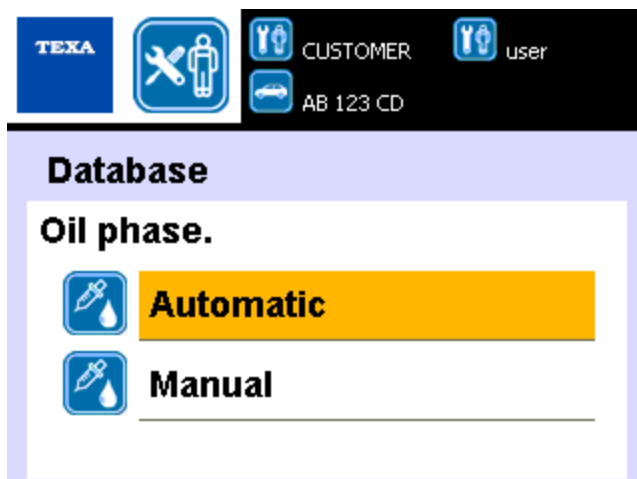 TEXA
CUSTOMER
user
AB 123 CD
Database
Oil phase.
Automatic
Manual